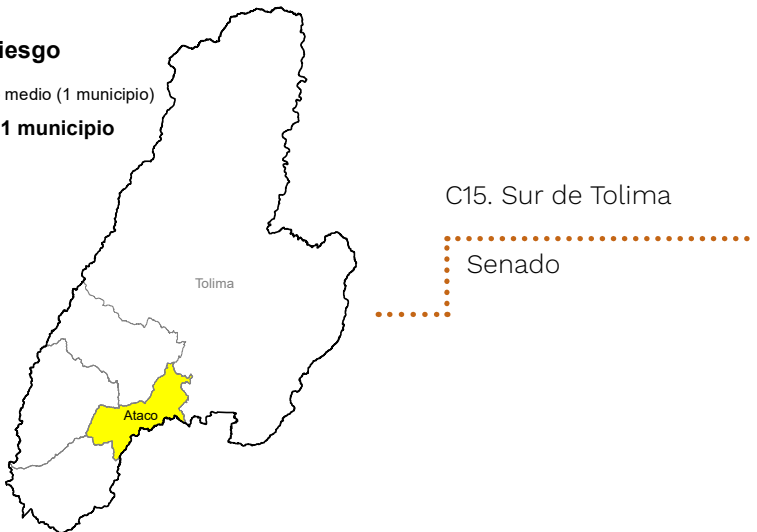 iesgo
medio (1 municipio)
1 municipio
C15. Sur de Tolima
Senado
Tolima
Ataco